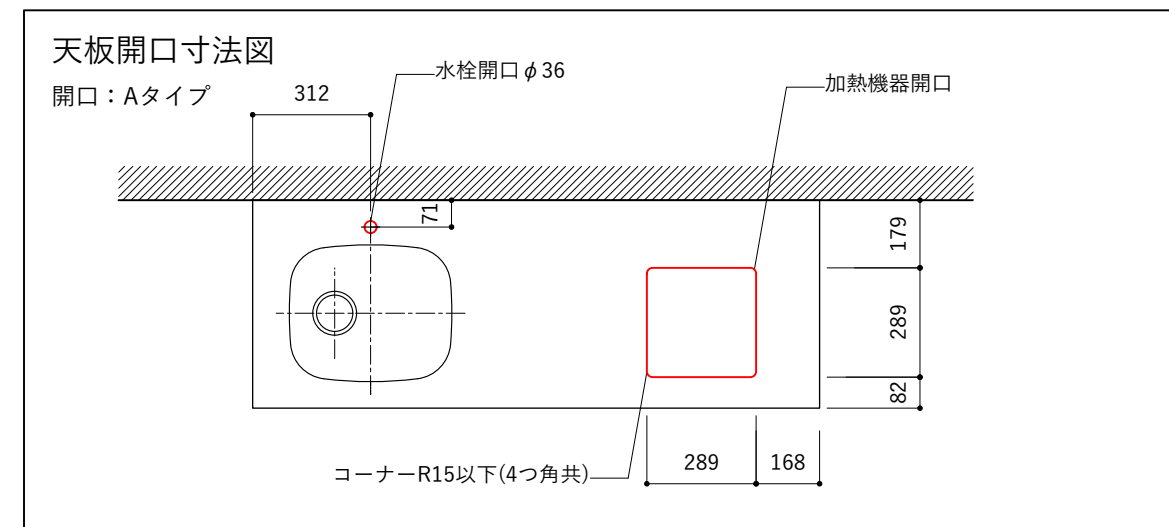 天板開口寸法図
水栓開口φ36
加熱機器開口
開口：Aタイプ
312
71
179
289
82
289
168
コーナーR15以下(4つ角共)